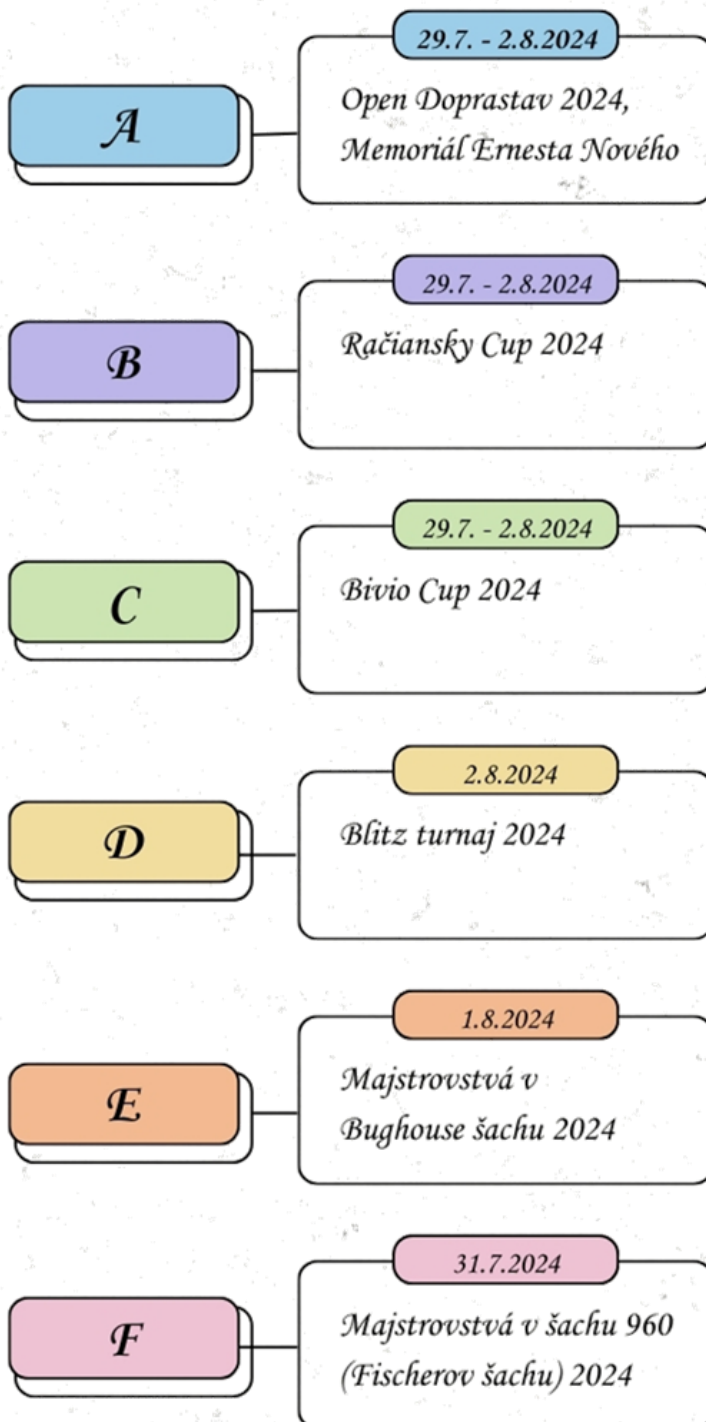 29.7. - 2.8.2024
A
Open Doprastav 2024,
Memoriál Ernesta Nového
29.7. - 2.8.2024
B
Račiansky Cup 2024
29.7. - 2.8.2024
C
Bivio Cup 2024
2.8.2024
D
Blitz turnaj 2024
1.8.2024
E
Majstrovstvá v
Bughouse šachu 2024
31.7.2024
F
Majstrovstvá v šachu 960
(Fischerov šachu) 2024